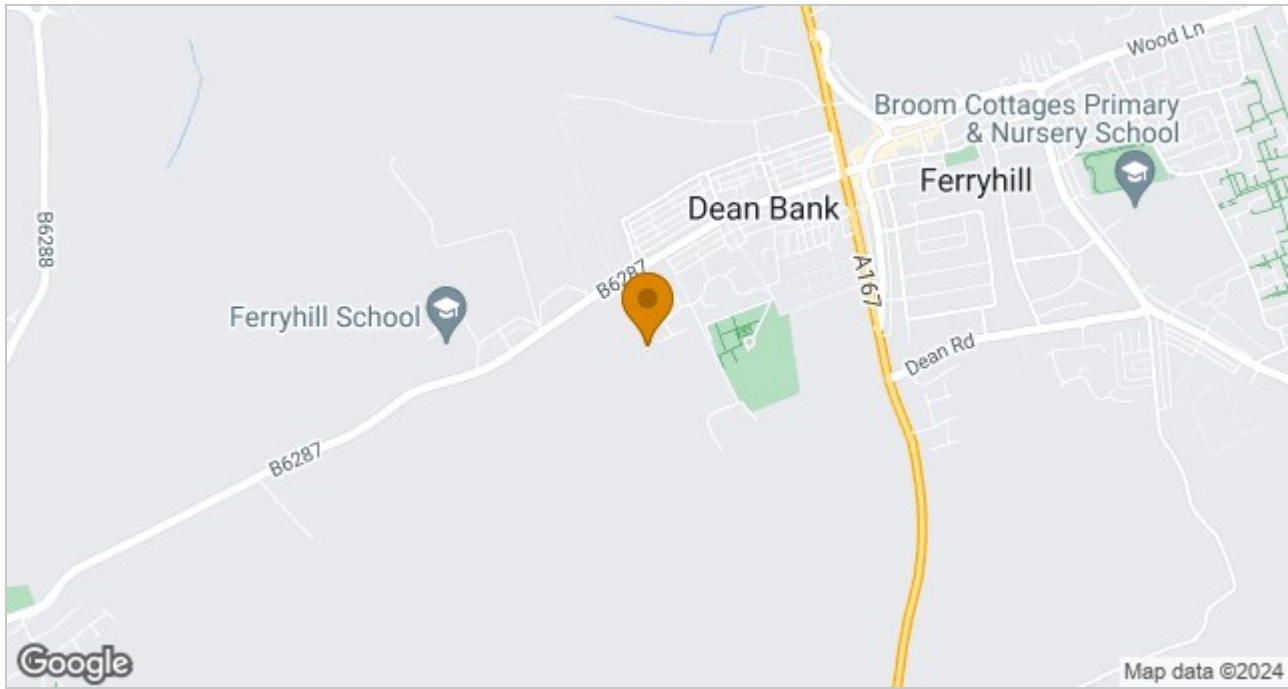 Wood Ln
Broom Cottages Primary
& Nursery School
Ferryhill
Dean Bank
B6288
B6287
A167
Ferryhill School
Dean Rd
B6287
Google
Map data ©2024